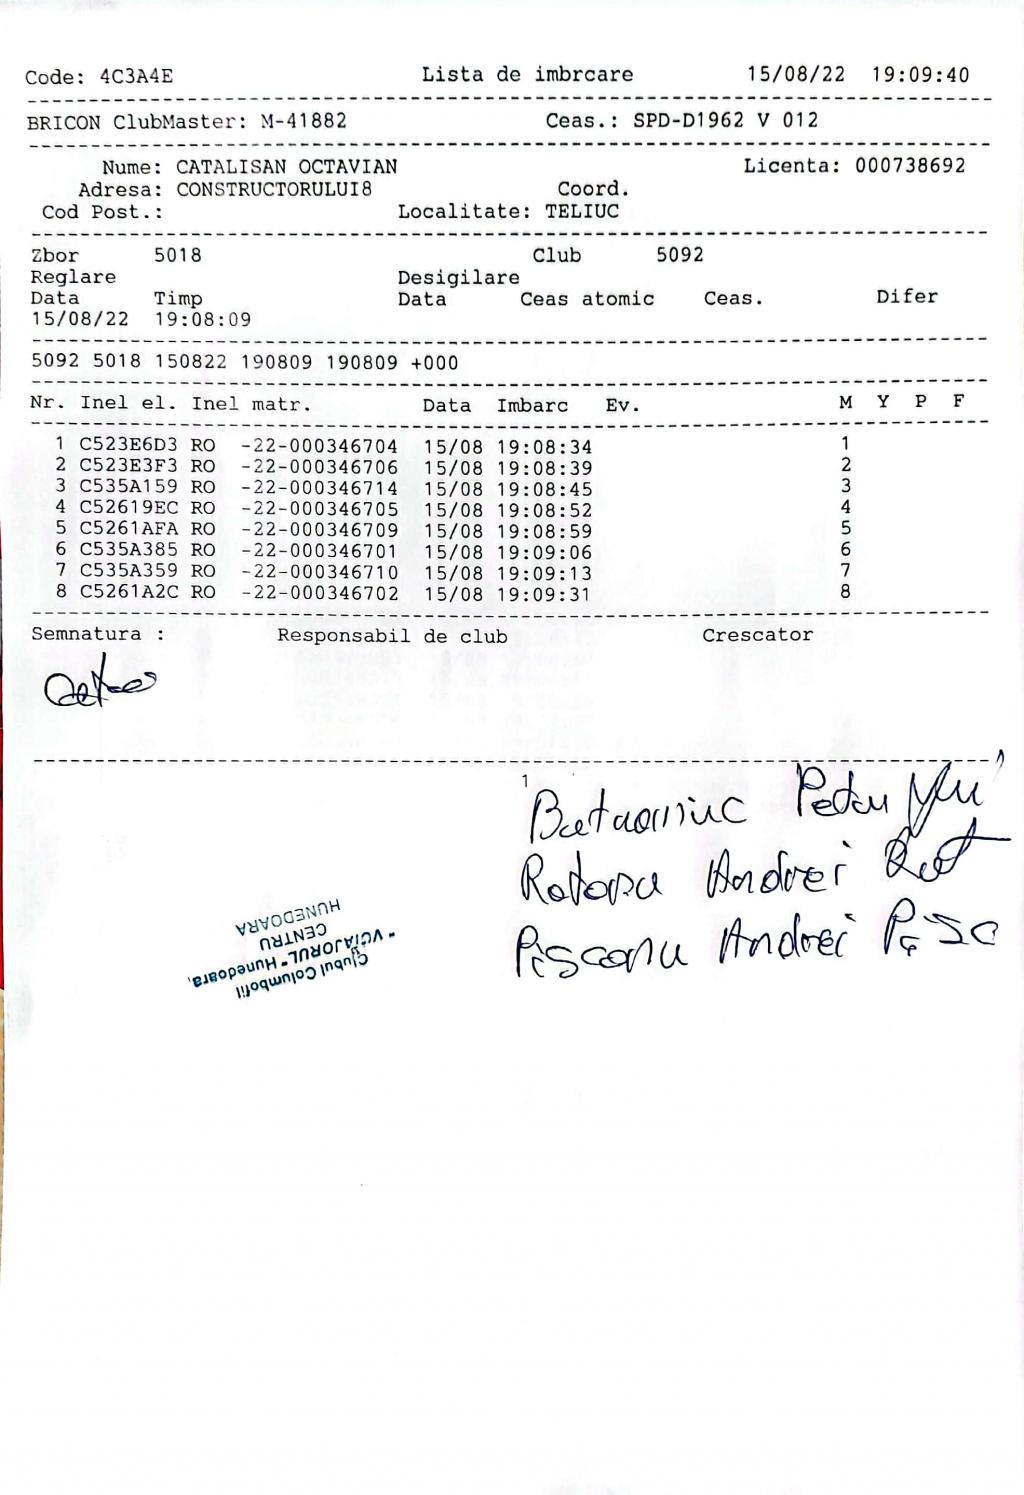 Code: 4C3A4E Lista de imbrcare 15/08/22 19:09:40
BRICON ClubMaster: M-41882 Ceas.: SPD-D1962 V 012
Nume: CATALISAN OCTAVIAN Licenta: 000738692
Adresa: CONSTRUCTORULUI8 Coord.
Cod Post.: Localitate: TELIUC
Zbor 5018 Club 5092
Reglare Desigilare
Data Timp Data Ceas atomic Ceas. Difer
15/08/22 19:08:09
5092 5018 150822 190809 190809 +000
Nr. Inel el. Inel matr. Data Imbarc Ev. M Y P F
1 C523E6D3 RO -22-000346704 15/08 19:08:34 1
2 C523E3F3 RO -22-000346706 15/08 19:08:39 2
3 C535A159 RO -22-000346714 15/08 19:08:45 3
4 C52619EC RO -22-000346705 15/08 19:08:52 4
5 C5261AFA RO -22-000346709 15/08 19:08:59 5
6 C535A385 RO -22-000346701 15/08 19:09:06 6
7 C535A359 RO -22-000346710 15/08 19:09:13 7
8 C5261A2C RO -22-000346702 15/08 19:09:31 8
Semnatura : Responsabil de club Crescator
1
Petru
Andrei
Piscanu Andrei Pisc
Clubul Columbofil
"VOIAJORUL" Hunedoara,
CENTRU
HUNEDOARA